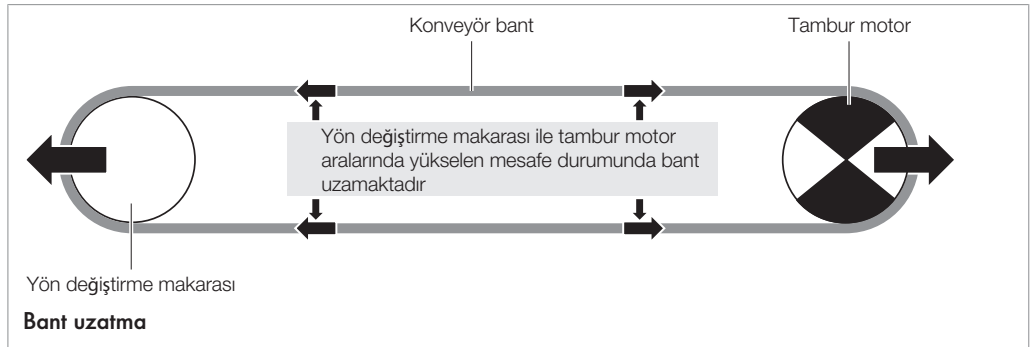 Konveyör bant
Tambur motor
Yön değiştirme makarası ile tambur motor
aralarında yükselen mesafe durumunda bant
uzamaktadır
Yön değiştirme makarası
Bant uzatma